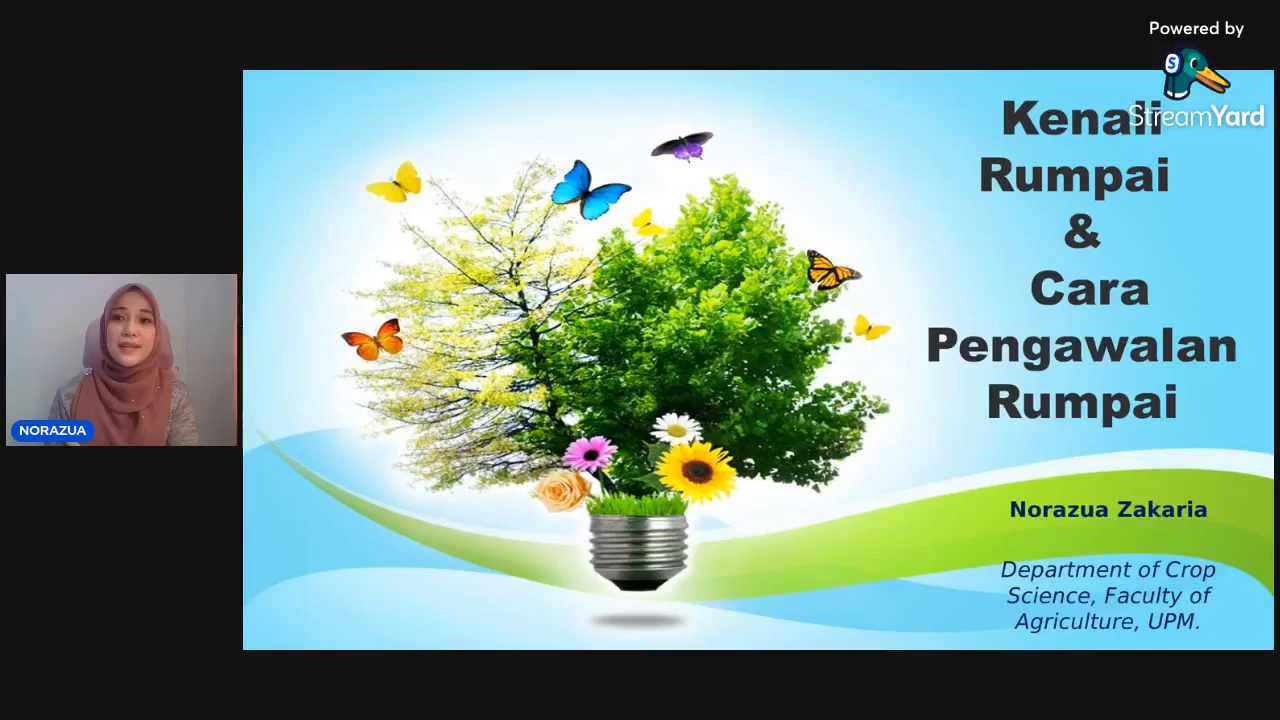 Powered by
S
StreamYard
Kenali
Rumpai
&
Cara
Pengawalan
Rumpai
Norazua Zakaria
Department of Crop
Science, Faculty of
Agriculture, UPM.
NORAZUA